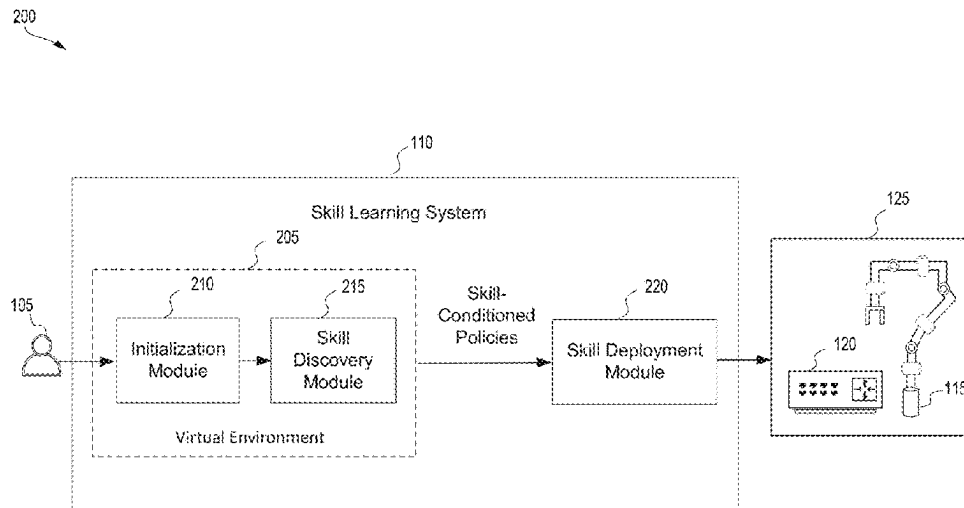 200
110
Skill Learning System
125
205
210
215
105
Initialization
Module
Skill
Discovery
Module
Virtual Environment
Skill-
Conditioned
Policies
220
Skill Deployment
Module
120
115